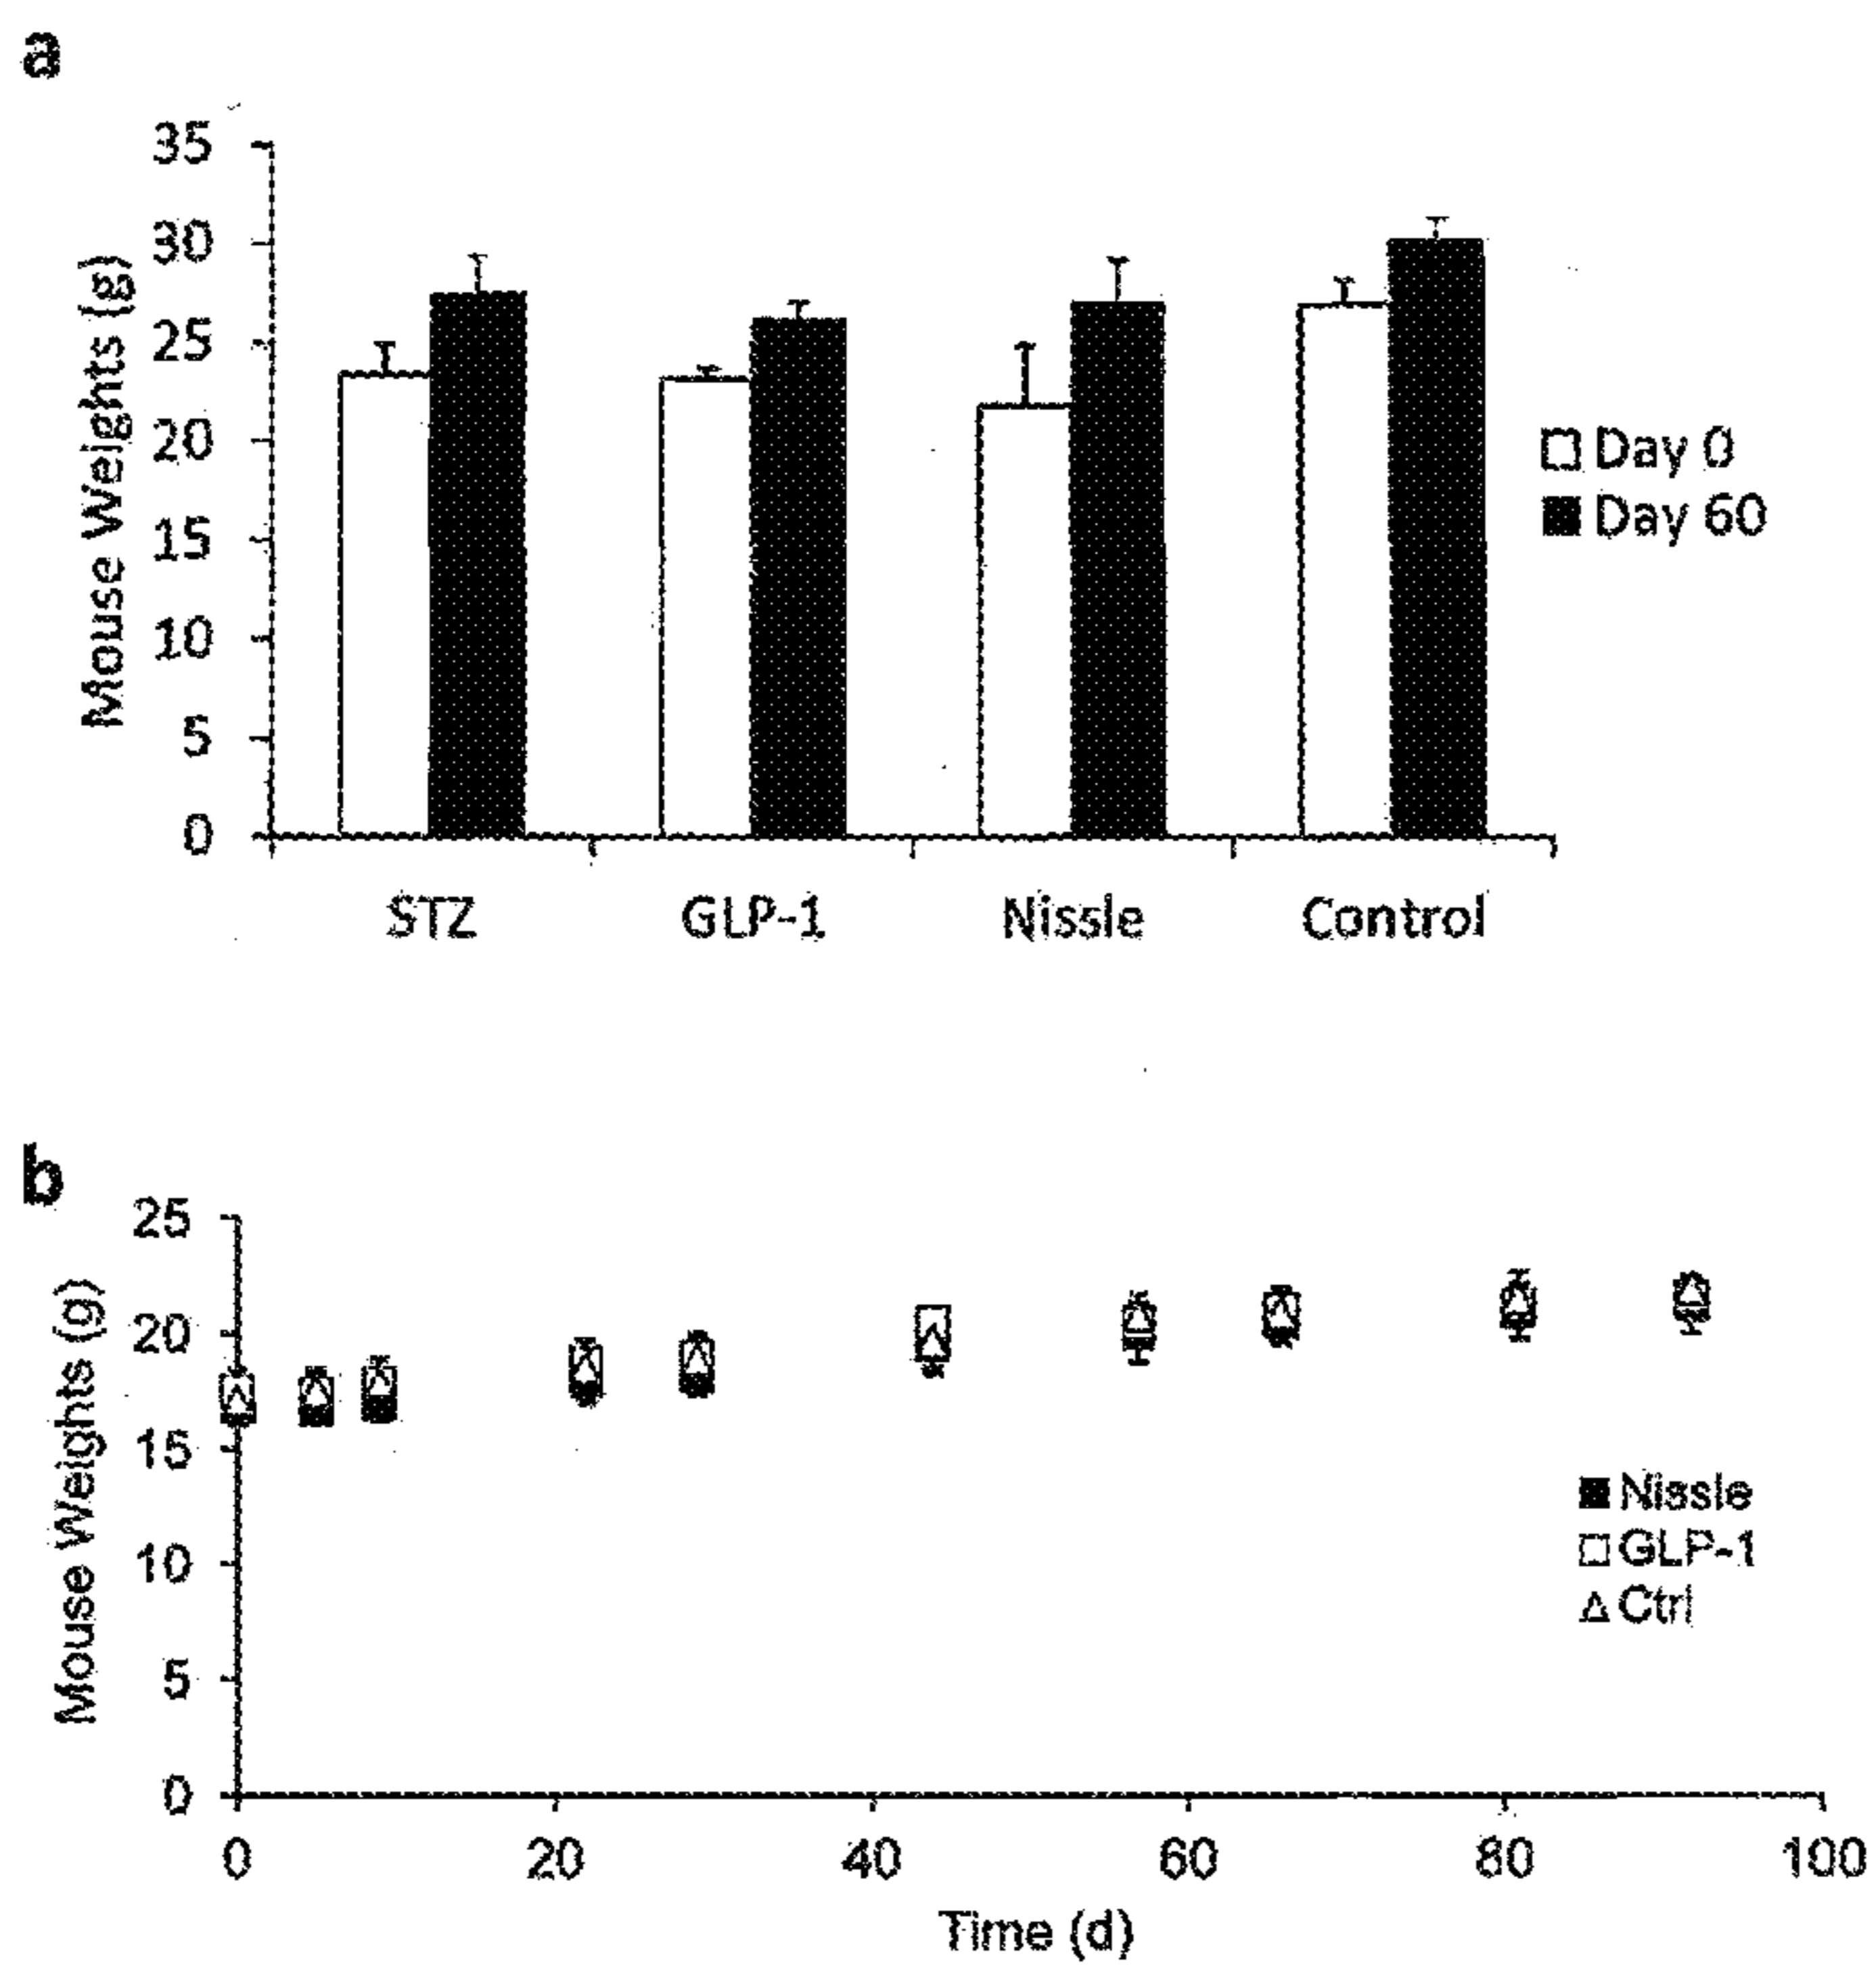 a
35
30
25
20
15
10
5
0
Mouse Weights (g)
STZ GLP-1 Nissle Control
Day 0
Day 60
b
25
20
15
10
5
0
Mouse Weights (g)
Nissle
GLP-1
Ctrl
0 20 40 60 80 100
Time (d)